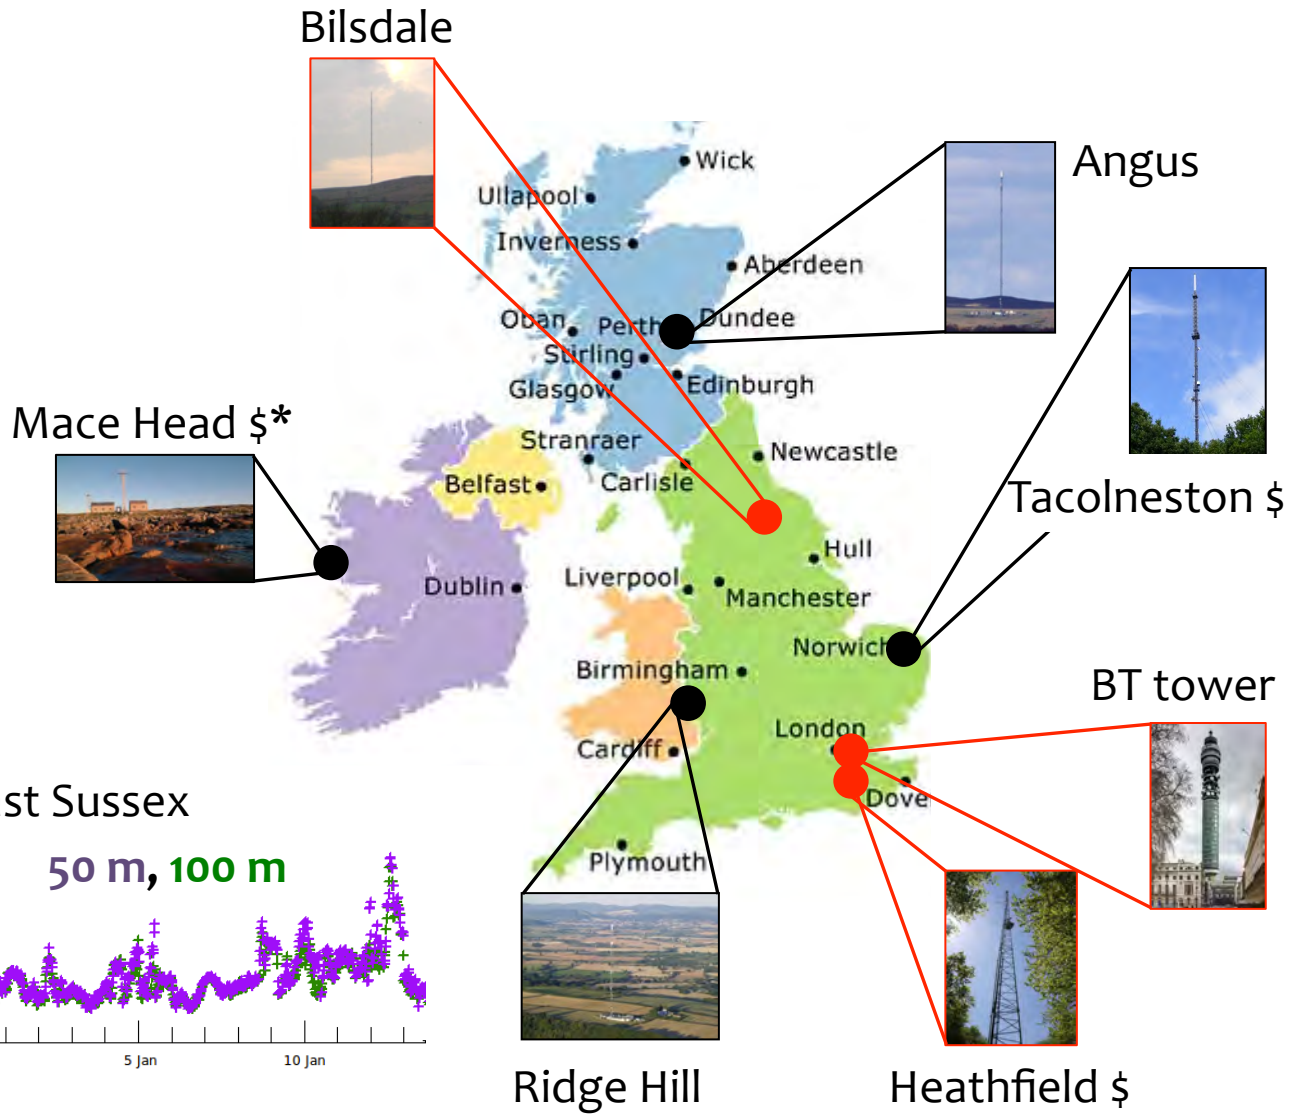 Bilsdale
Angus
Wick
Ullapool
Inverness
Aberdeen
Oban
Perth
Dundee
Stirling
Glasgow
Edinburgh
Mace Head $*
Stranraer
Newcastle
Belfast
Carlisle
Tacolneston $
Hull
Liverpool
Dublin
Manchester
Norwich
Birmingham
BT tower
London
Cardiff
st Sussex
Dove
50 m, 100 m
Plymouth
5 Jan
10 Jan
Ridge Hill
Heathfield $